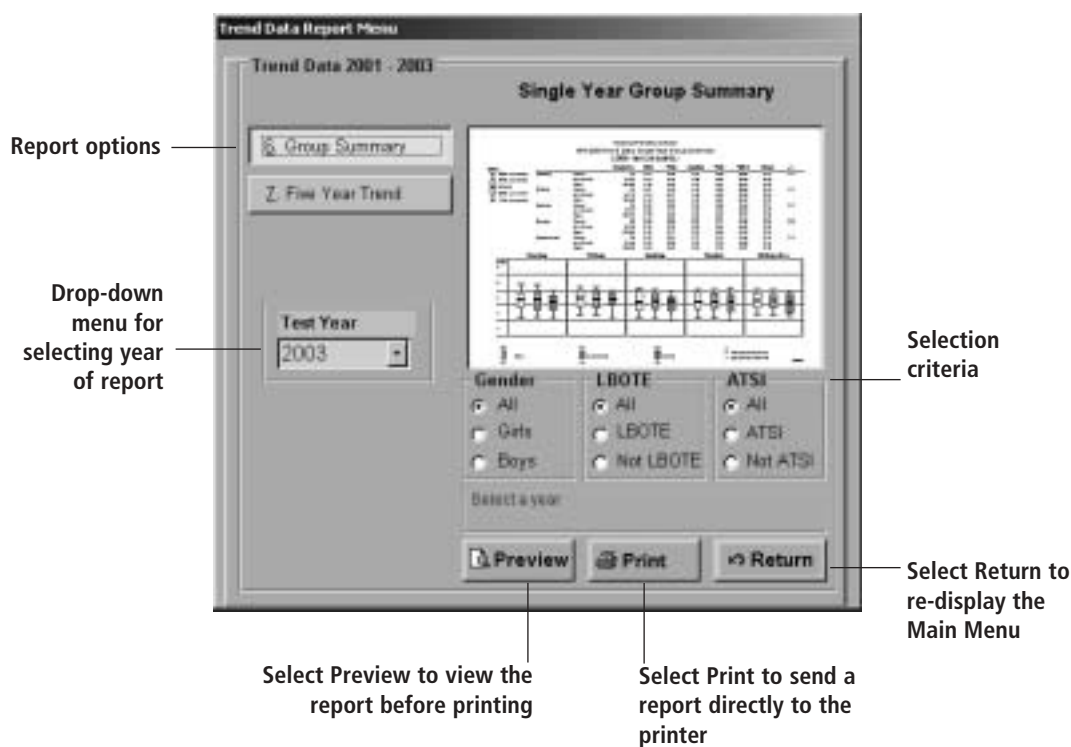 Trend Data Report Menu
Trend Data 2001 - 2003
Single Year Group Summary
Report options
6. Group Summary
7. Five Year Trend
Drop-down
menu for
selecting year
of report
Test Year
2003
Selection
criteria
Gender
All
Girls
Boys
LBOTE
All
LBOTE
Not LBOTE
ATSI
All
ATSI
Not ATSI
Select a year
Preview
Print
Return
Select Return to
re-display the
Main Menu
Select Preview to view the
report before printing
Select Print to send a
report directly to the
printer